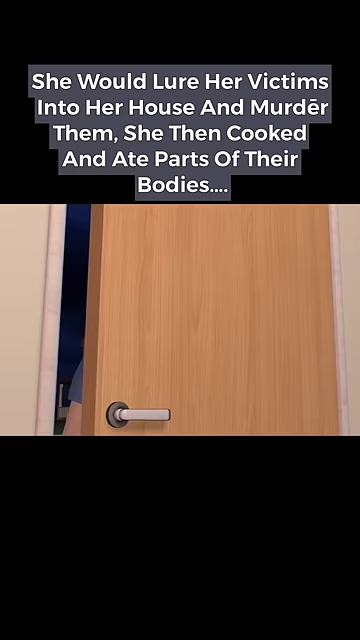 She Would Lure Her Victims
Into Her House And Murdēr
Them, She Then Cooked
And Ate Parts Of Their
Bodies....